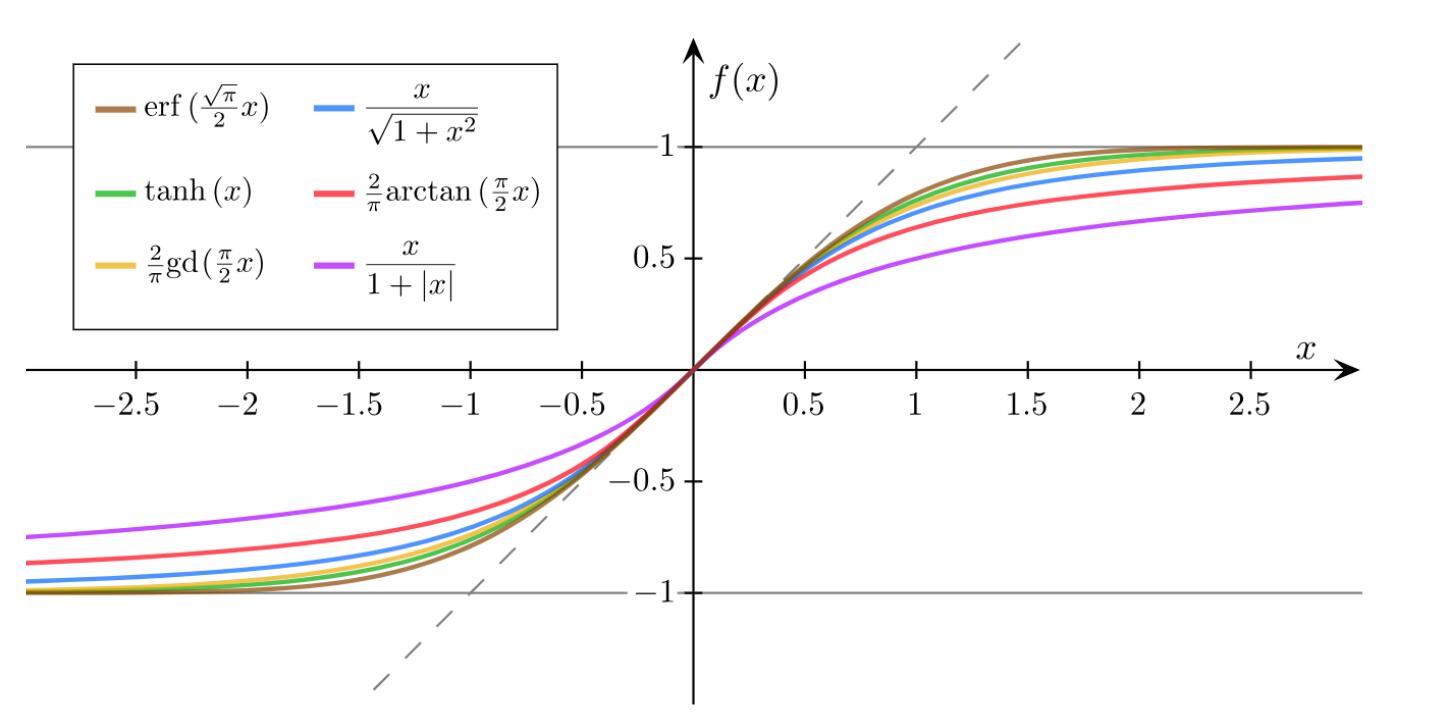 f(x)
erf (√π/2 x) x/√(1 + x²)
1
tanh (x) 2/π arctan (π/2 x)
0.5
2/π gd(π/2 x) x/(1 + |x|)
x
−2.5 −2 −1.5 −1 −0.5 0.5 1 1.5 2 2.5
−0.5
−1